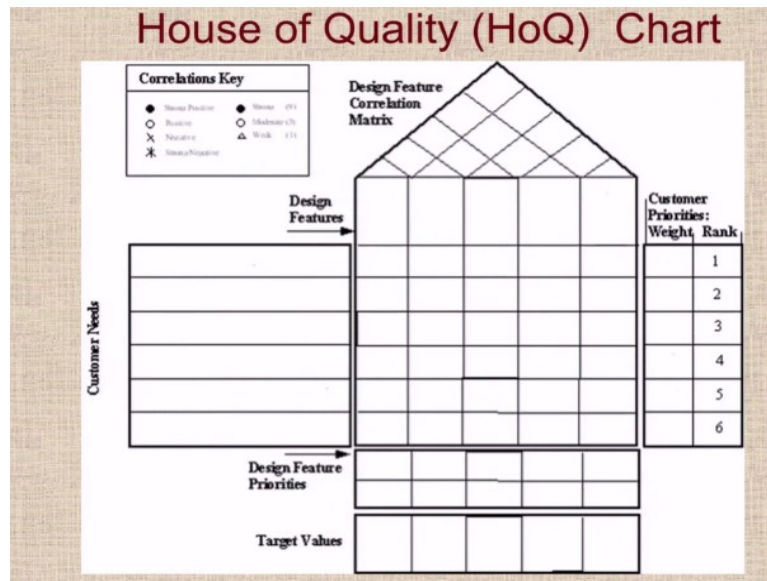 House of Quality (HoQ) Chart
Correlations Key
Strong Positive
Positive
Negative
Strong Negative
Strong (9)
Moderate (3)
Weak (1)
Design Feature
Correlation
Matrix
Design
Features
Customer
Priorities:
Weight Rank
Customer Needs
1
2
3
4
5
6
Design Feature
Priorities
Target Values